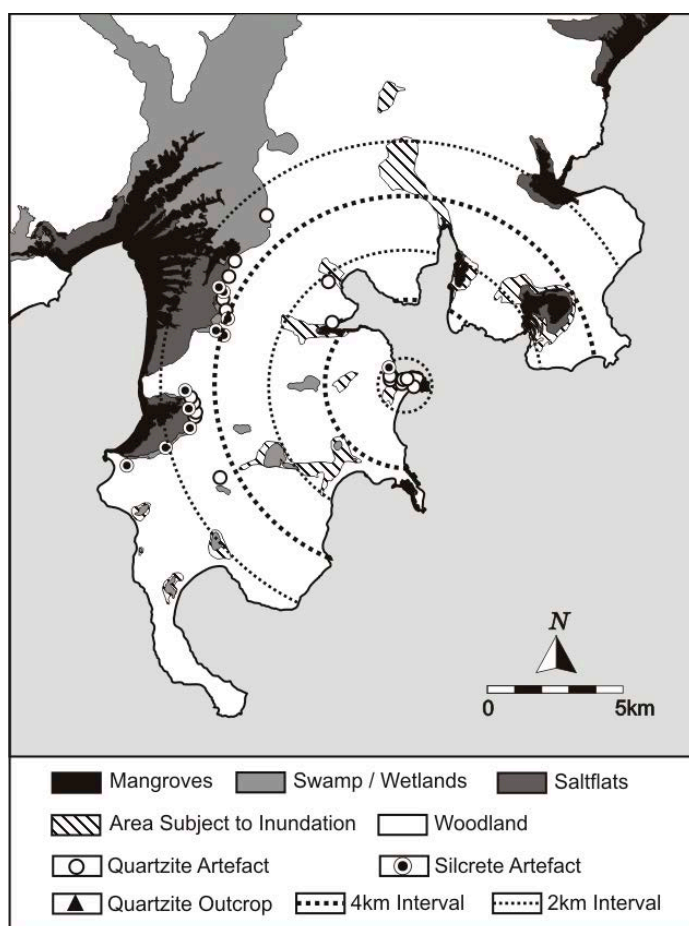 N
0 5km
Mangroves Swamp / Wetlands Saltflats
Area Subject to Inundation Woodland
Quartzite Artefact Silcrete Artefact
Quartzite Outcrop 4km Interval 2km Interval